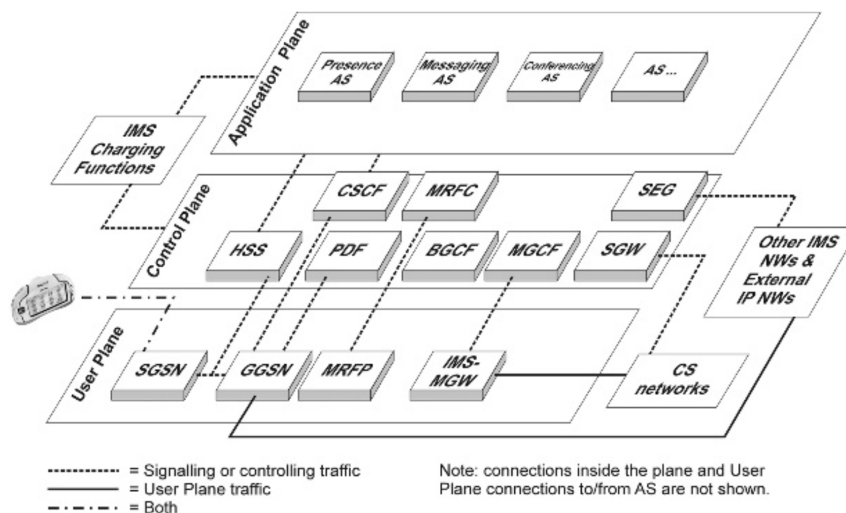 Application Plane
Presence
AS
Messaging
AS
Conferencing
AS
AS ...
IMS
Charging
Functions
Control Plane
CSCF
MRFC
SEG
HSS
PDF
BGCF
MGCF
SGW
Other IMS
NWs &
External
IP NWs
User Plane
SGSN
GGSN
MRFP
IMS-
MGW
CS
networks
= Signalling or controlling traffic
= User Plane traffic
= Both
Note: connections inside the plane and User
Plane connections to/from AS are not shown.